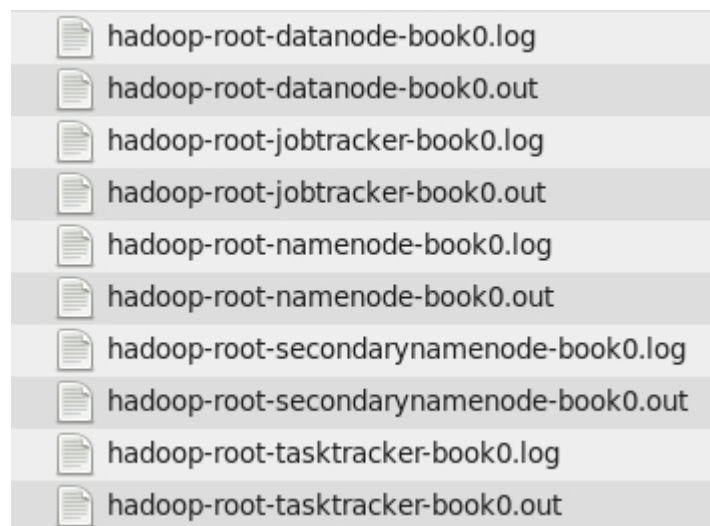 hadoop-root-datanode-book0.log
hadoop-root-datanode-book0.out
hadoop-root-jobtracker-book0.log
hadoop-root-jobtracker-book0.out
hadoop-root-namenode-book0.log
hadoop-root-namenode-book0.out
hadoop-root-secondarynamenode-book0.log
hadoop-root-secondarynamenode-book0.out
hadoop-root-tasktracker-book0.log
hadoop-root-tasktracker-book0.out